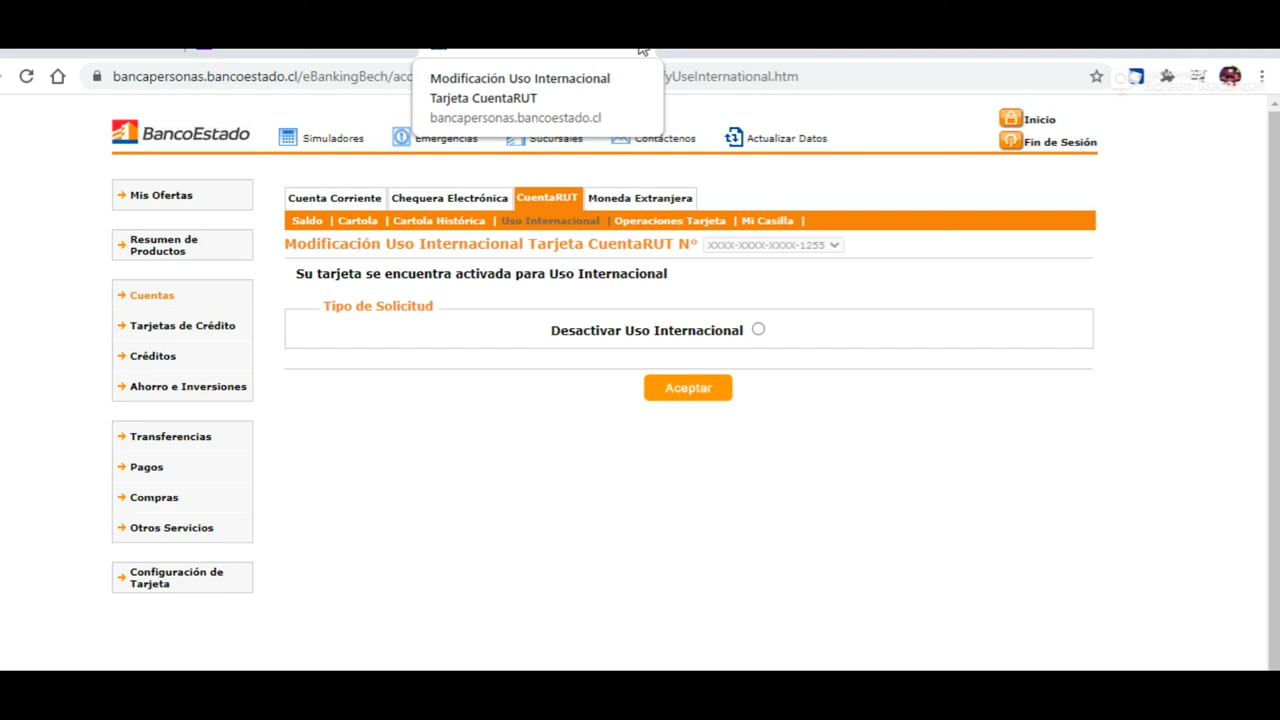 bancapersonas.bancoestado.cl/eBankingBech/acc
yUseInternational.htm
Modificación Uso Internacional
Tarjeta CuentaRUT
bancapersonas.bancoestado.cl
BancoEstado
Simuladores
Emergencias
Sucursales
Contáctenos
Actualizar Datos
Inicio
Fin de Sesión
Mis Ofertas
Resumen de
Productos
Cuentas
Tarjetas de Crédito
Créditos
Ahorro e Inversiones
Transferencias
Pagos
Compras
Otros Servicios
Configuración de
Tarjeta
Cuenta Corriente Chequera Electrónica CuentaRUT Moneda Extranjera
Saldo | Cartola | Cartola Histórica | Uso Internacional | Operaciones Tarjeta | Mi Casilla |
Modificación Uso Internacional Tarjeta CuentaRUT Nº XXXX-XXXX-XXXX-1255
Su tarjeta se encuentra activada para Uso Internacional
Tipo de Solicitud
Desactivar Uso Internacional
Aceptar